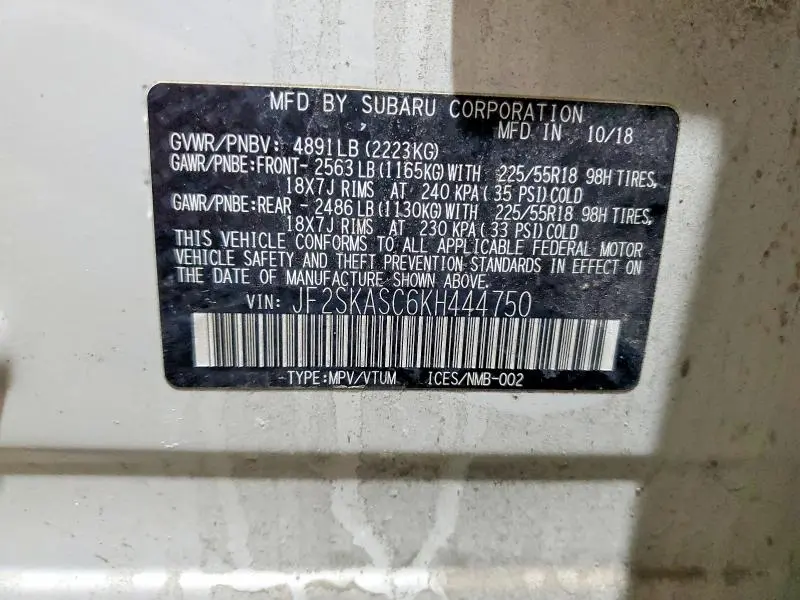 MFD BY SUBARU CORPORATION
MFD IN 10/18
GVWR/PNBV: 4891LB(2223KG)
GAWR/PNBE:FRONT- 2563LB(1165KG)WITH 225/55R18 98H TIRES,
18X7J RIMS AT 240 KPA( 35 PSI)COLD
GAWR/PNBE:REAR - 2486LB(1130KG)WITH 225/55R18 98H TIRES,
18X7J RIMS AT 230 KPA( 33 PSI)COLD
THIS VEHICLE CONFORMS TO ALL APPLICABLE FEDERAL MOTOR
VEHICLE SAFETY AND THEFT PREVENTION STANDARDS IN EFFECT ON
THE DATE OF MANUFACTURE SHOWN ABOVE.
VIN: JF2SKASC6KH444750
TYPE:MPV/VTUM ICES/NMB-002